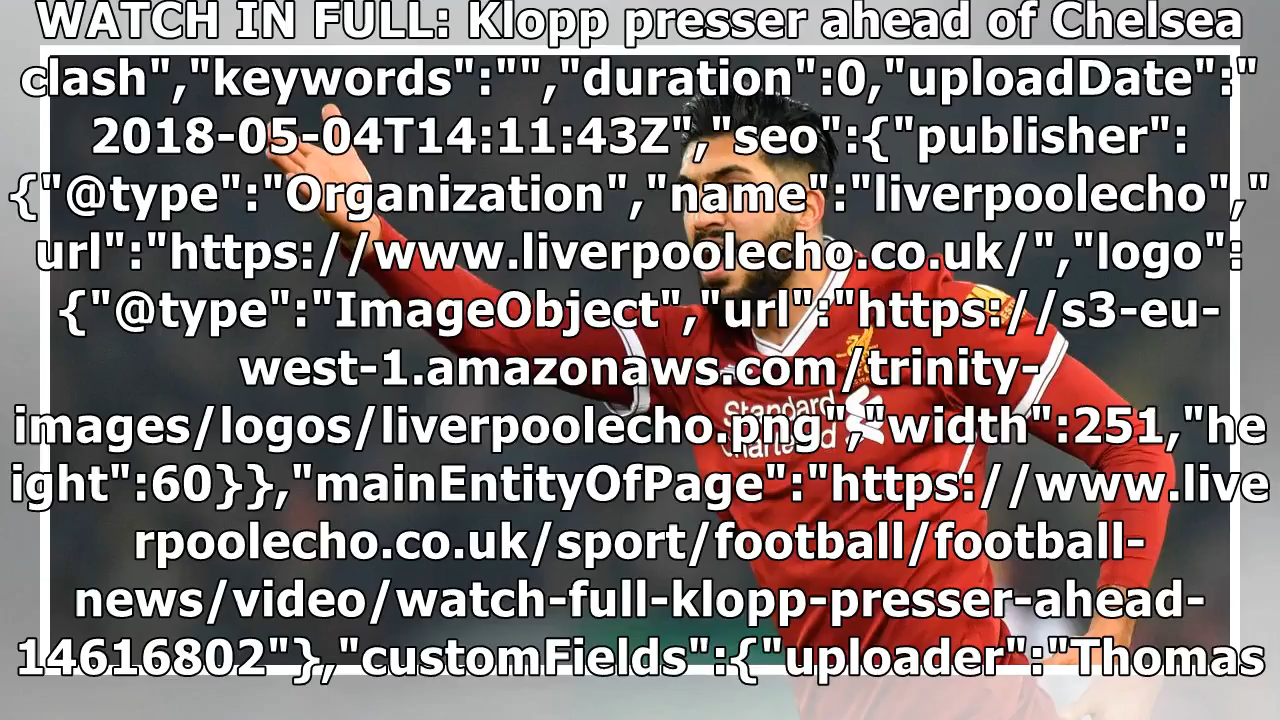 WATCH IN FULL: Klopp presser ahead of Chelsea
clash","keywords":"","duration":0,"uploadDate":"
2018-05-04T14:11:43Z","seo":{"publisher":
{"@type":"Organization","name":"liverpoolecho","
url":"https://www.liverpoolecho.co.uk/","logo":
{"@type":"ImageObject","url":"https://s3-eu-
west-1.amazonaws.com/trinity-
images/logos/liverpoolecho.png","width":251,"he
ight":60}},"mainEntityOfPage":"https://www.live
rpoolecho.co.uk/sport/football/football-
news/video/watch-full-klopp-presser-ahead-
14616802"},"customFields":{"uploader":"Thomas
Standard
Chartered